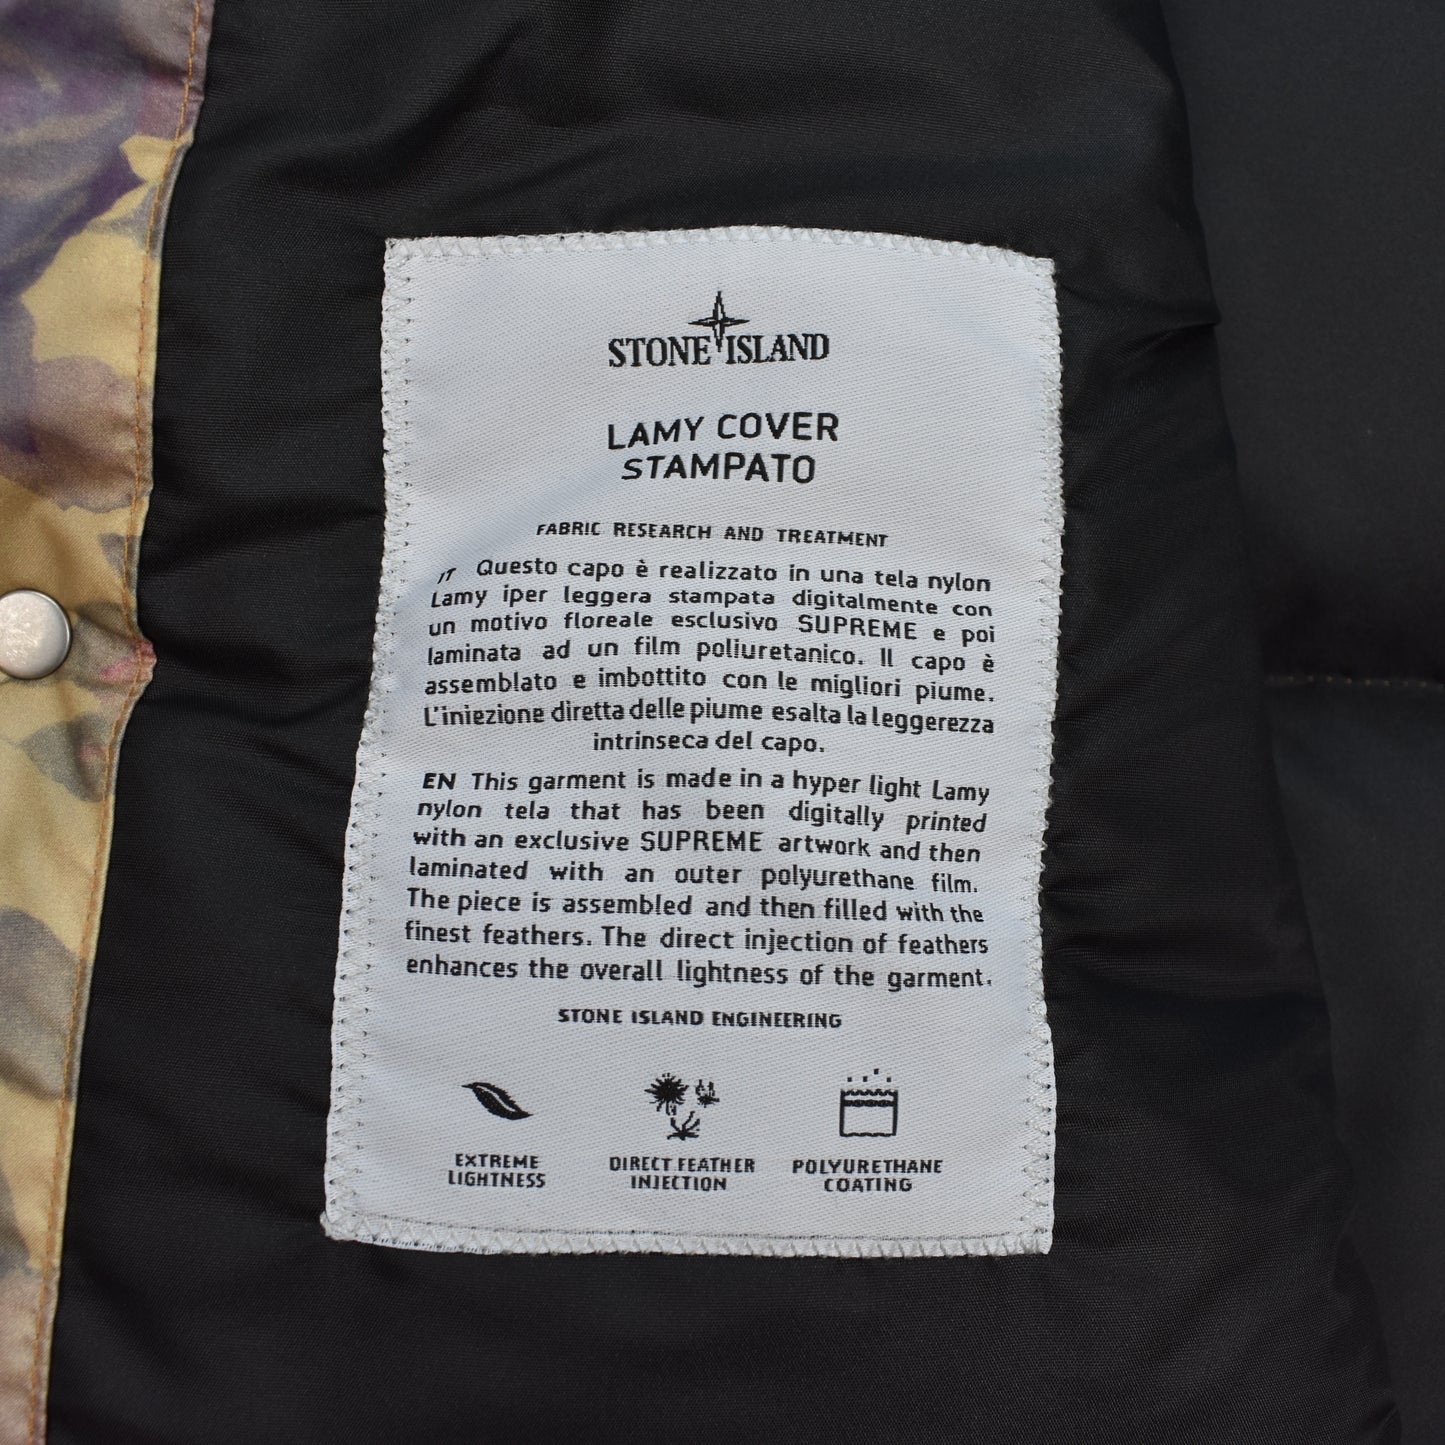 STONE ISLAND
LAMY COVER
STAMPATO
FABRIC RESEARCH AND TREATMENT
IT Questo capo è realizzato in una tela nylon
Lamy iper leggera stampata digitalmente con
un motivo floreale esclusivo SUPREME e poi
laminata ad un film poliuretanico. Il capo è
assemblato e imbottito con le migliori piume.
L'iniezione diretta delle piume esalta la leggerezza
intrinseca del capo.
EN This garment is made in a hyper light Lamy
nylon tela that has been digitally printed
with an exclusive SUPREME artwork and then
laminated with an outer polyurethane film.
The piece is assembled and then filled with the
finest feathers. The direct injection of feathers
enhances the overall lightness of the garment.
STONE ISLAND ENGINEERING
EXTREME
LIGHTNESS
DIRECT FEATHER
INJECTION
POLYURETHANE
COATING